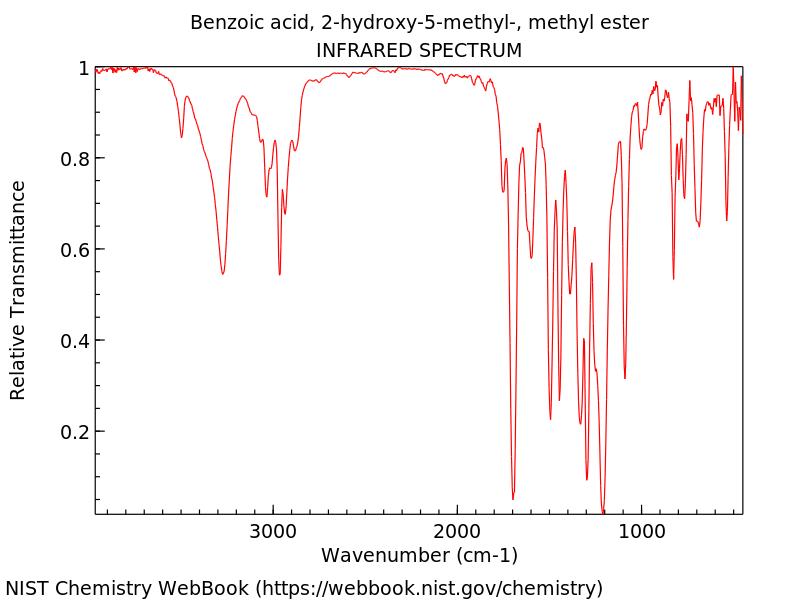 Benzoic acid, 2-hydroxy-5-methyl-, methyl ester
INFRARED SPECTRUM
1
0.8
0.6
0.4
0.2
Relative Transmittance
3000 2000 1000
Wavenumber (cm-1)
NIST Chemistry WebBook (https://webbook.nist.gov/chemistry)